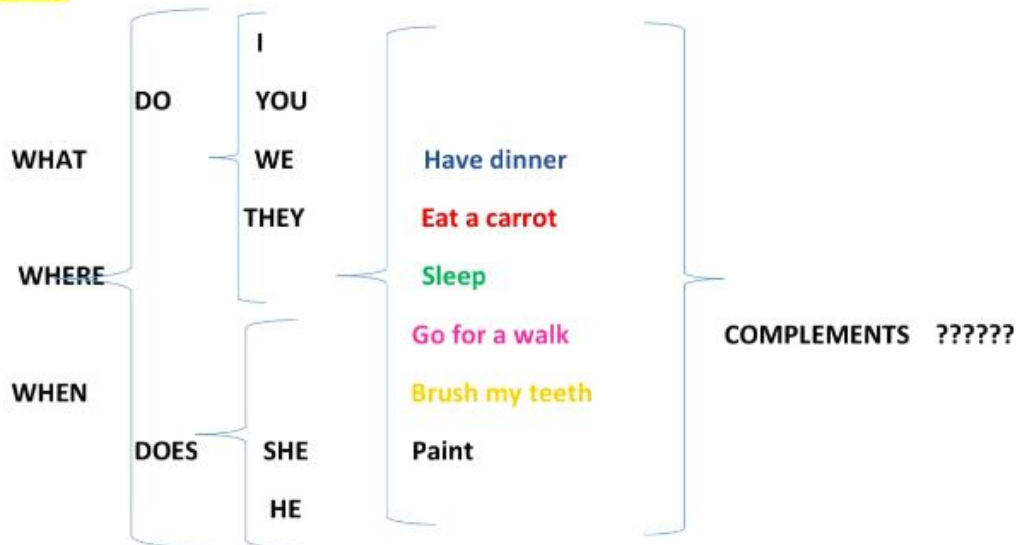 I
DO YOU
WHAT WE Have dinner
THEY Eat a carrot
WHERE Sleep
Go for a walk COMPLEMENTS ??????
WHEN Brush my teeth
DOES SHE Paint
HE